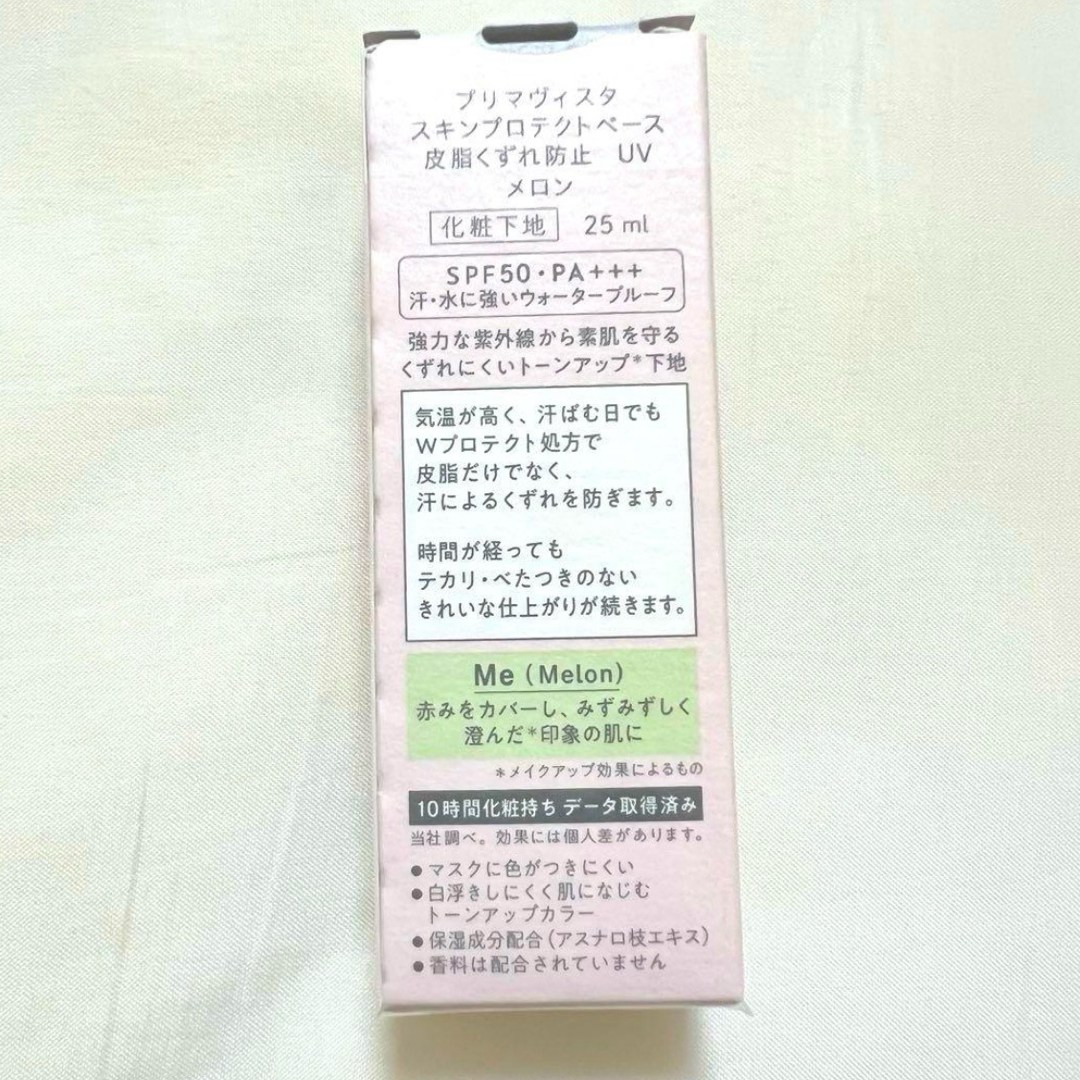 プリマヴィスタ
スキンプロテクトベース
皮脂くずれ防止 UV
メロン
化粧下地 25 ml
SPF50・PA+++
汗・水に強いウォータープルーフ
強力な紫外線から素肌を守る
くずれにくいトーンアップ*下地
気温が高く、汗ばむ日でも
Wプロテクト処方で
皮脂だけでなく、
汗によるくずれを防ぎます。
時間が経っても
テカリ・べたつきのない
きれいな仕上がりが続きます。
Me (Melon)
赤みをカバーし、みずみずしく
澄んだ*印象の肌に
*メイクアップ効果によるもの
10時間化粧持ち データ取得済み
当社調べ。効果には個人差があります。
●マスクに色がつきにくい
●白浮きしにくく肌になじむ
トーンアップカラー
●保湿成分配合(アスナロ枝エキス)
●香料は配合されていません